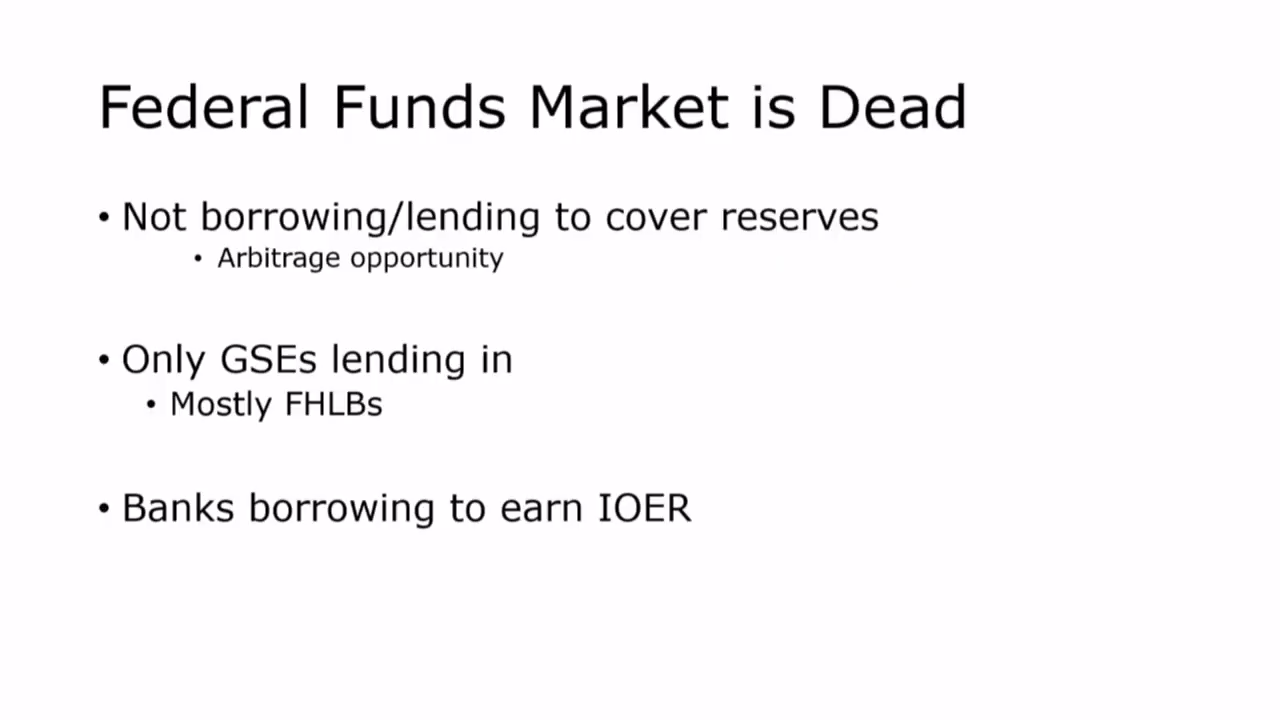 Federal Funds Market is Dead
• Not borrowing/lending to cover reserves
• Arbitrage opportunity
• Only GSEs lending in
• Mostly FHLBs
• Banks borrowing to earn IOER